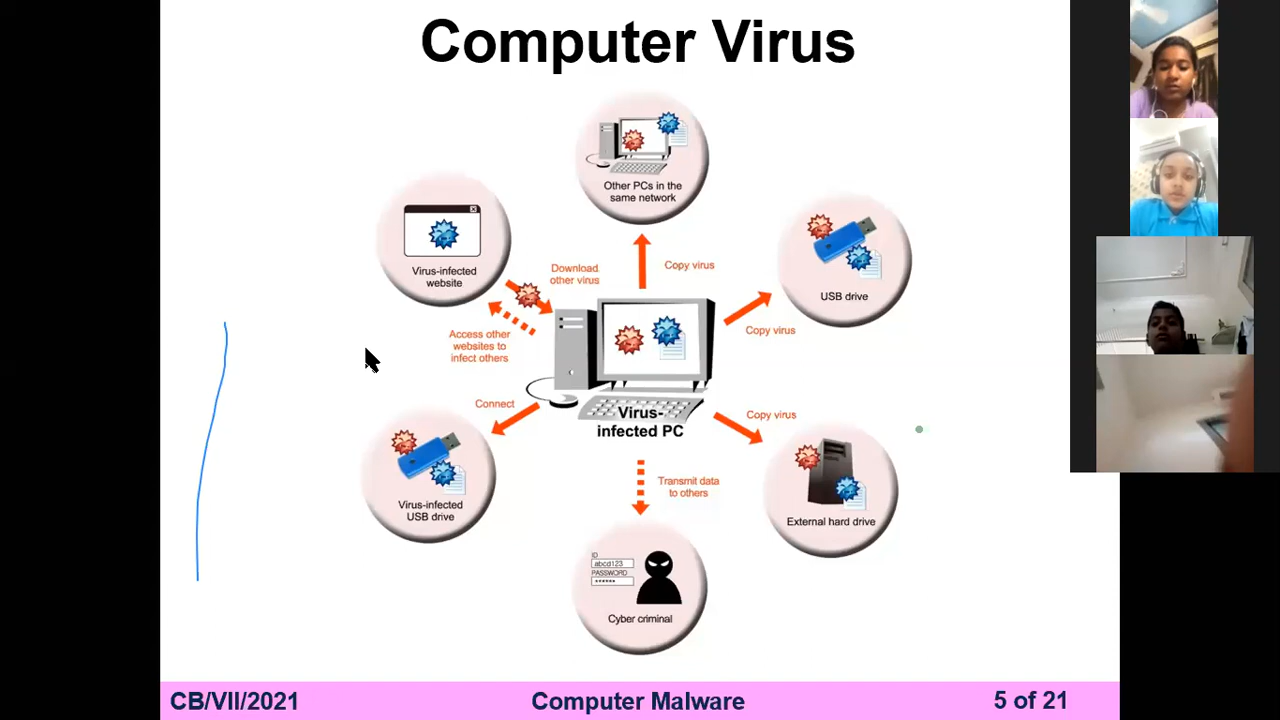 Computer Virus
Other PCs in the
same network
Virus-infected
website
Download
other virus
Copy virus
USB drive
Copy virus
Access other
websites to
infect others
Connect
Virus-
infected PC
Copy virus
Virus-infected
USB drive
Transmit data
to others
External hard drive
ID
abcd123
PASSWORD
******
Cyber criminal
CB/VII/2021
Computer Malware
5 of 21